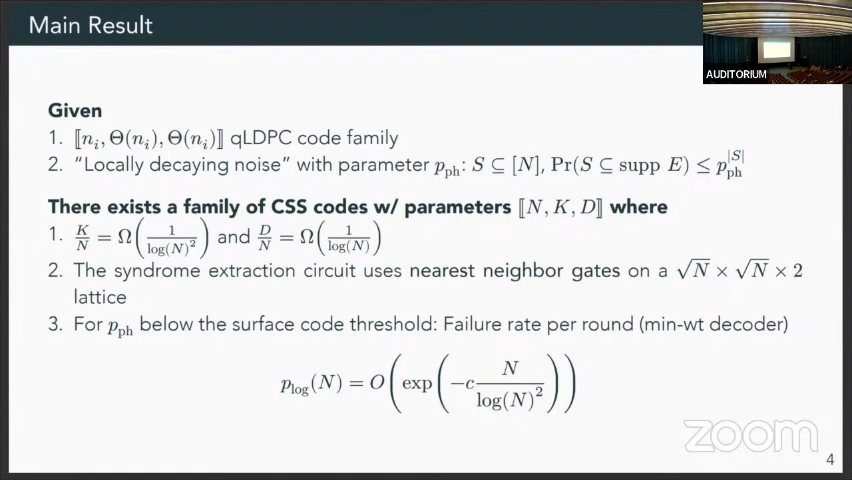 Main Result
AUDITORIUM
Given
1. ⟦nᵢ, Θ(nᵢ), Θ(nᵢ)⟧ qLDPC code family
2. “Locally decaying noise” with parameter p_ph: S ⊆ [N], Pr(S ⊆ supp E) ≤ p_ph^|S|
There exists a family of CSS codes w/ parameters ⟦N, K, D⟧ where
1. K/N = Ω(1/log(N)²) and D/N = Ω(1/log(N))
2. The syndrome extraction circuit uses nearest neighbor gates on a √N × √N × 2
lattice
3. For p_ph below the surface code threshold: Failure rate per round (min-wt decoder)
p_log(N) = O(exp(−c N/log(N)²))
zoom
4